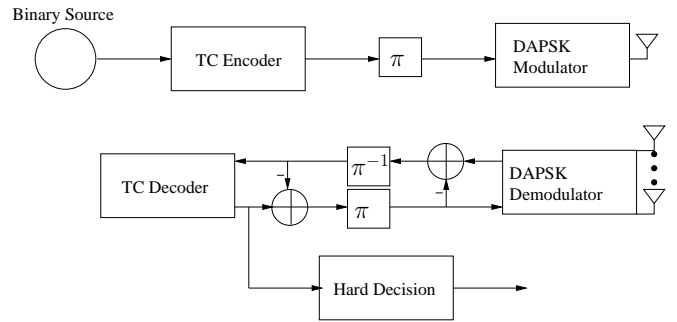 Binary Source
TC Encoder
π
DAPSK
Modulator
TC Decoder
π⁻¹
-
-
π
DAPSK
Demodulator
Hard Decision